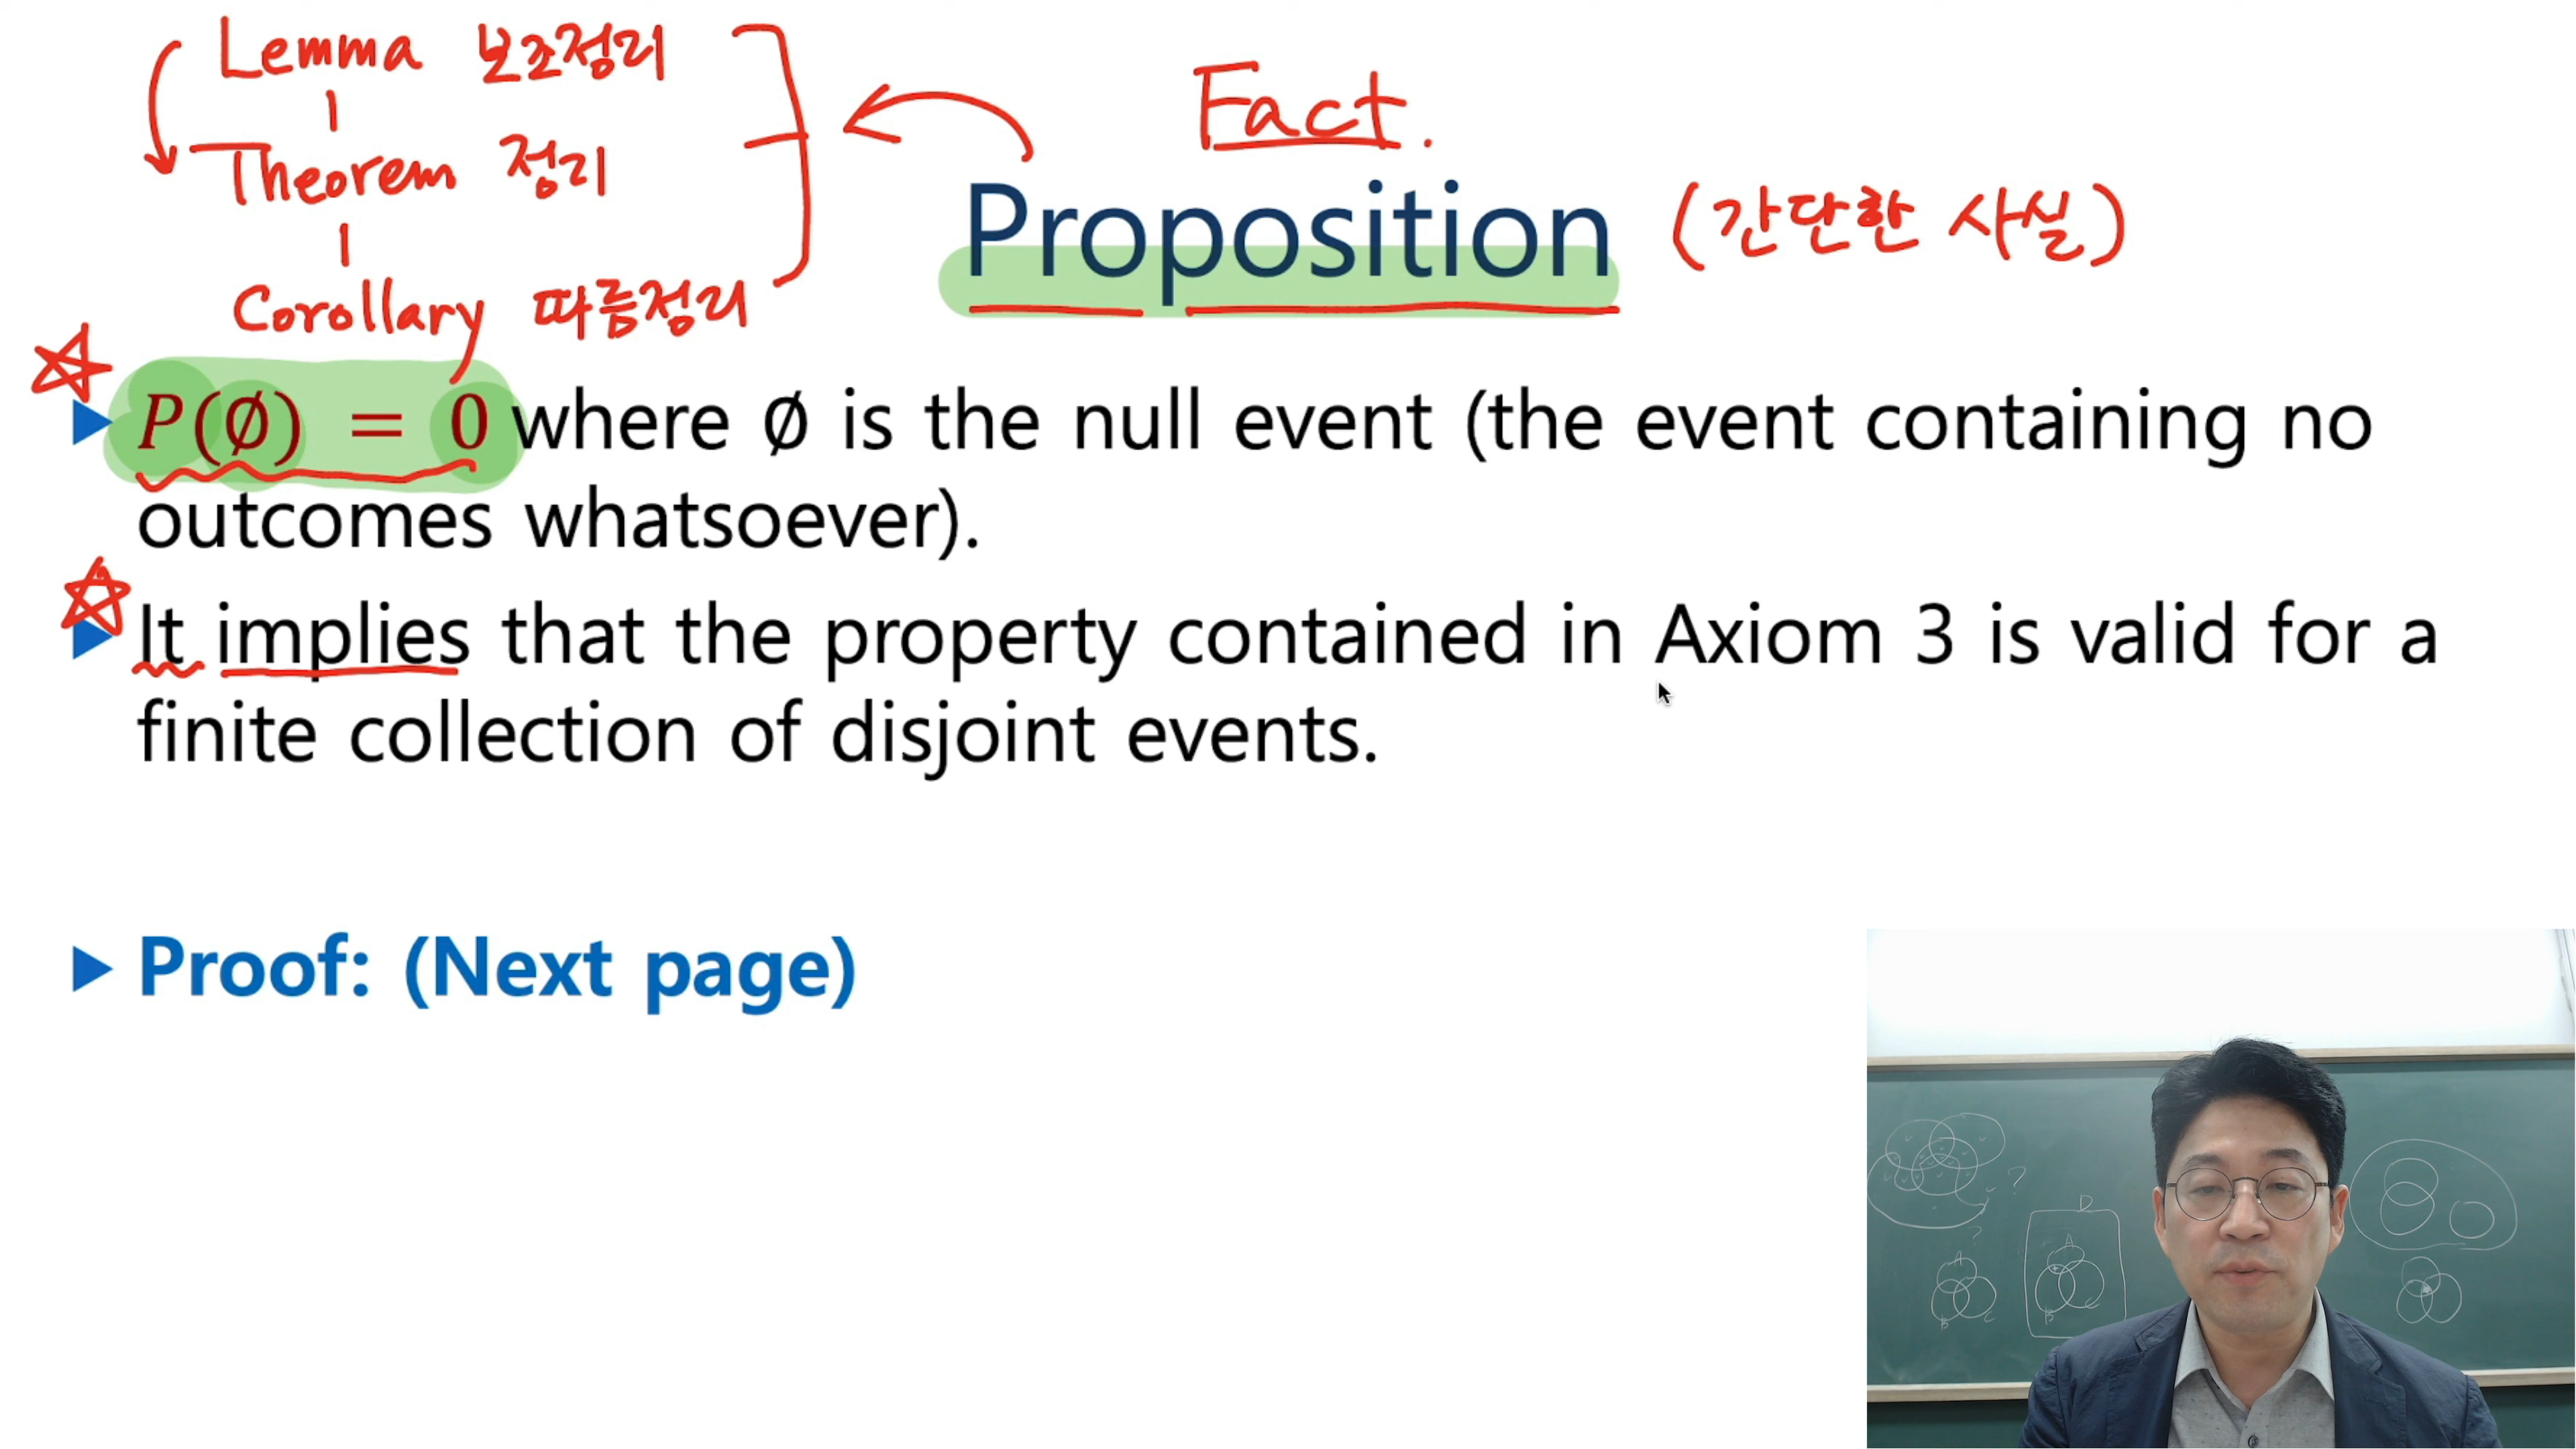 Lemma 보조정리
Theorem 정리
Corollary 따름정리
Fact.
Proposition (간단한 사실)
P(∅) = 0 where ∅ is the null event (the event containing no
outcomes whatsoever).
It implies that the property contained in Axiom 3 is valid for a
finite collection of disjoint events.
Proof: (Next page)
?
?
A
B
C
D
A
B
C